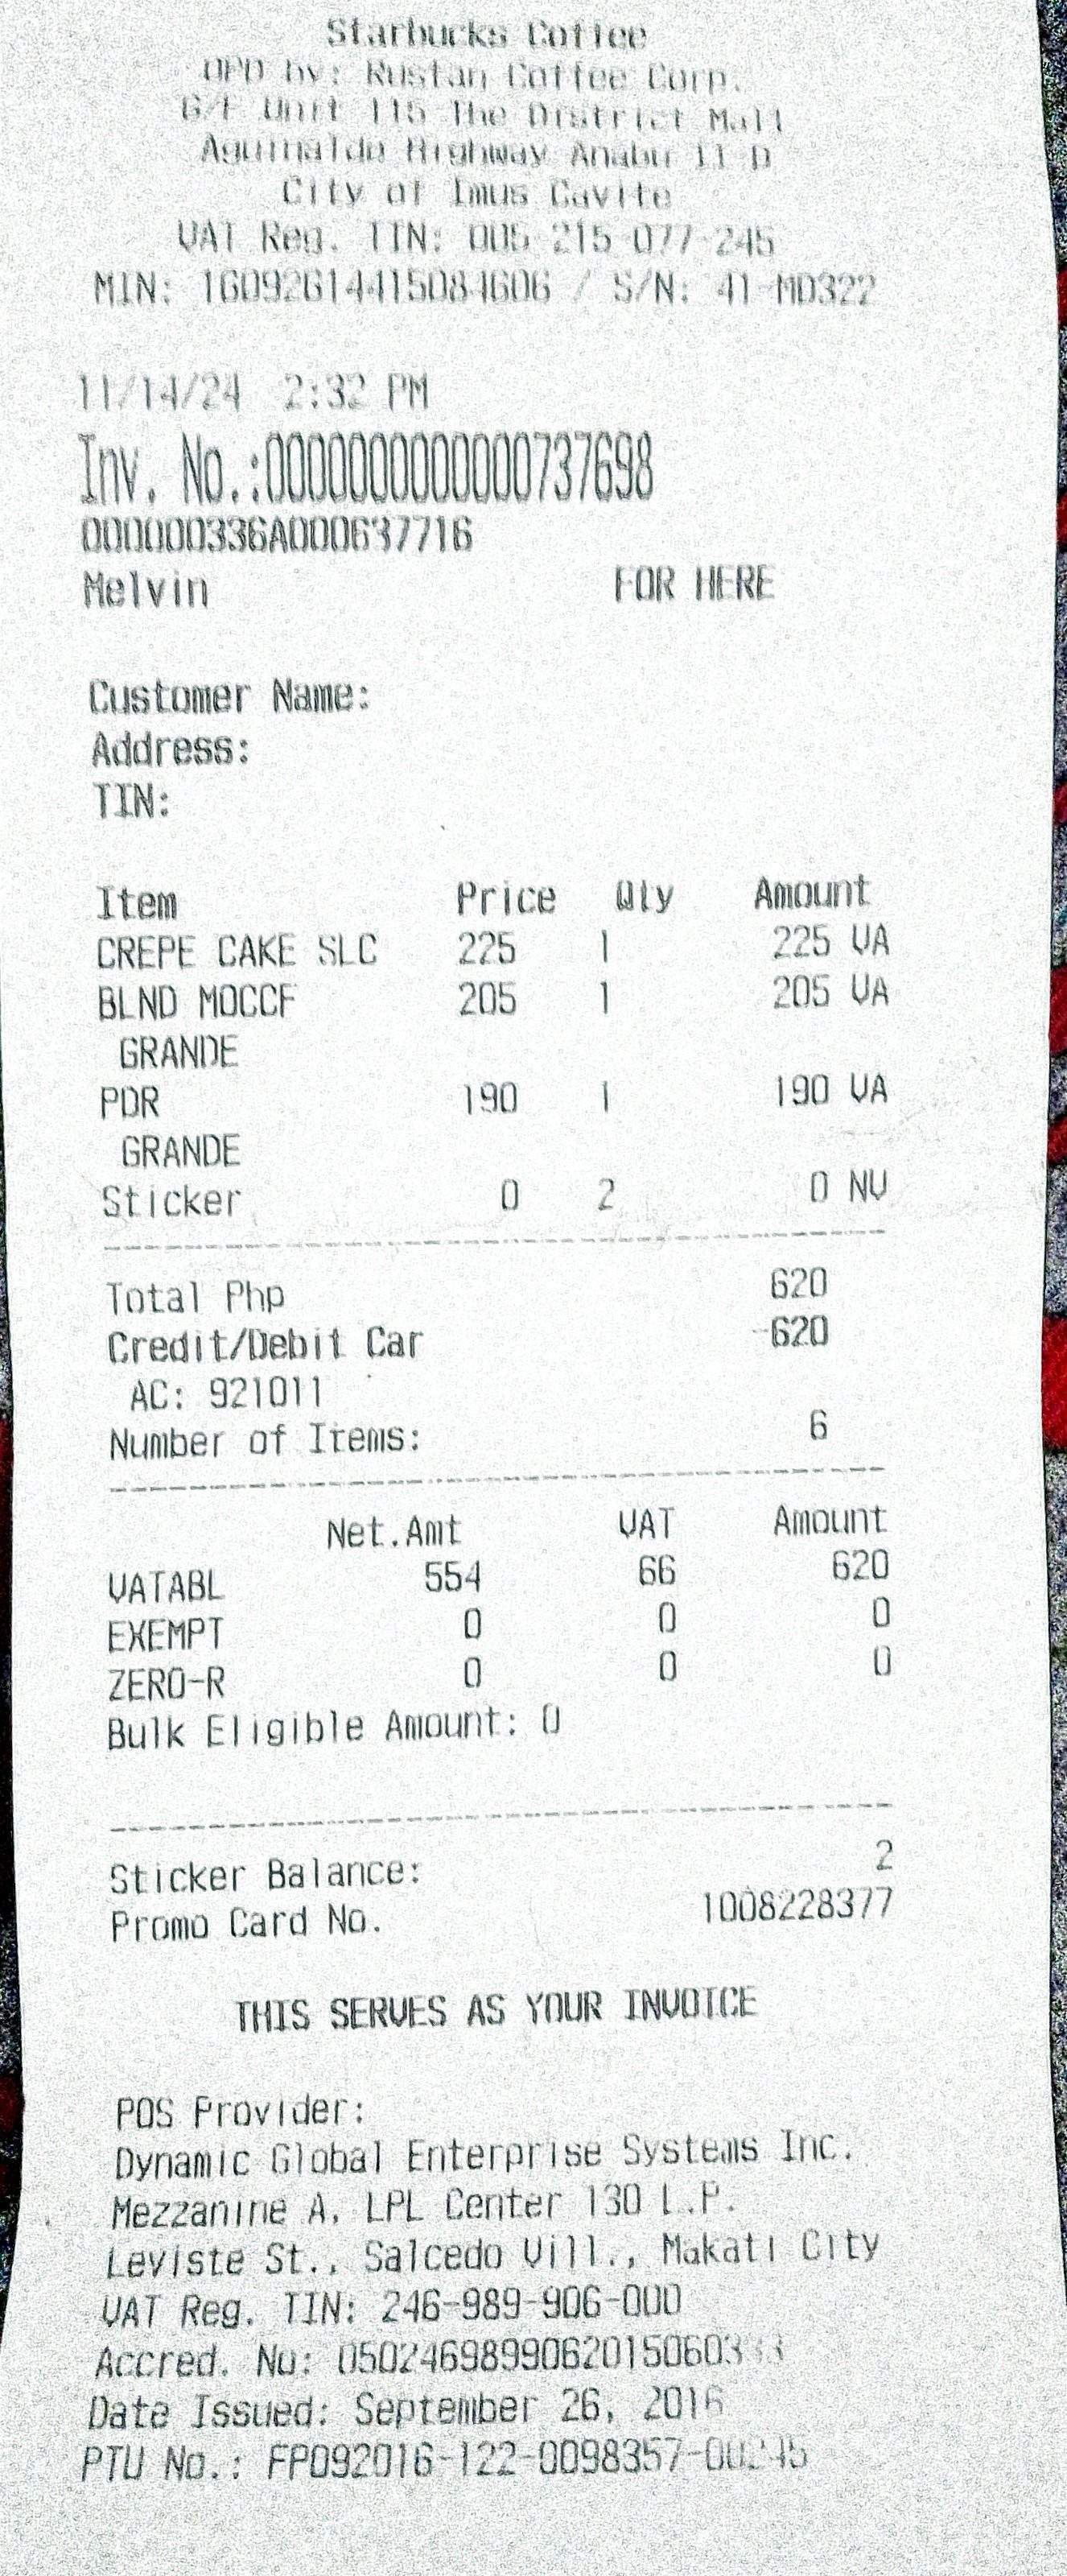 Starbucks Coffee
OPD by: Rustan Coffee Corp.
G/F Unit 115 The District Mall
Aguinaldo Highway Anabu II-D
City of Imus Cavite
VAT Reg. TIN: 005-215-077-245
MIN: 16092614415084606 / S/N: 41-MD322
11/14/24 2:32 PM
Inv. No.:0000000000000737698
000000336A000637716
Melvin FOR HERE
Customer Name:
Address:
TIN:
Item Price Qty Amount
CREPE CAKE SLC 225 1 225 VA
BLND MOCCF 205 1 205 VA
GRANDE
PDR 190 1 190 VA
GRANDE
Sticker 0 2 0 NV
Total Php 620
Credit/Debit Car -620
AC: 921011
Number of Items: 6
Net.Amt VAT Amount
VATABL 554 66 620
EXEMPT 0 0 0
ZERO-R 0 0 0
Bulk Eligible Amount: 0
Sticker Balance: 2
Promo Card No. 1008228377
THIS SERVES AS YOUR INVOICE
POS Provider:
Dynamic Global Enterprise Systems Inc.
Mezzanine A, LPL Center 130 L.P.
Leviste St., Salcedo Vill., Makati City
VAT Reg. TIN: 246-989-906-000
Accred. No:
Date Issued: September 26, 2016
PTU No.: